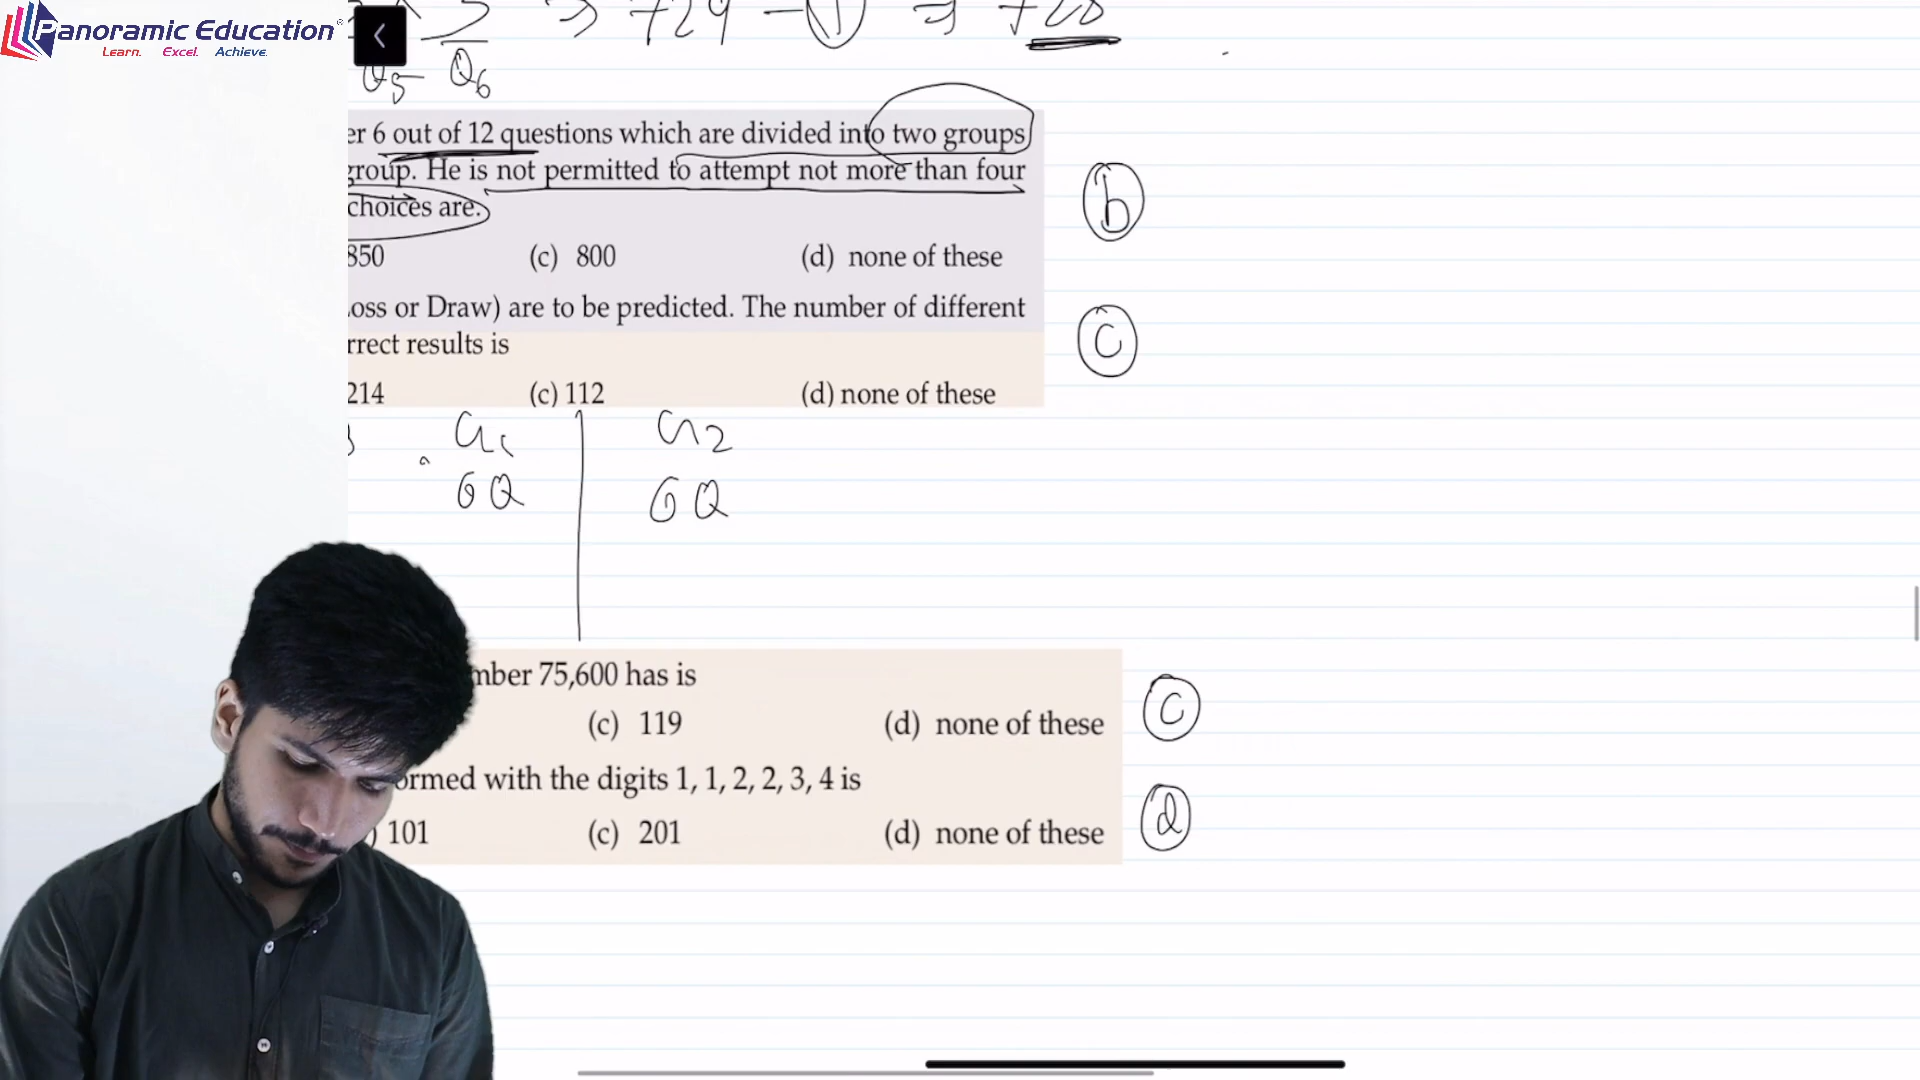 Panoramic Education®
Learn. Excel. Achieve.
⇒ 729 - 1 ⇒ 728
Q5 Q6
er 6 out of 12 questions which are divided into two groups
group. He is not permitted to attempt not more than four
choices are.
b
850 (c) 800 (d) none of these
Loss or Draw) are to be predicted. The number of different
c
rrect results is
214 (c) 112 (d) none of these
G1 G2
6Q 6Q
mber 75,600 has is
c
(c) 119 (d) none of these
ormed with the digits 1, 1, 2, 2, 3, 4 is
d
) 101 (c) 201 (d) none of these